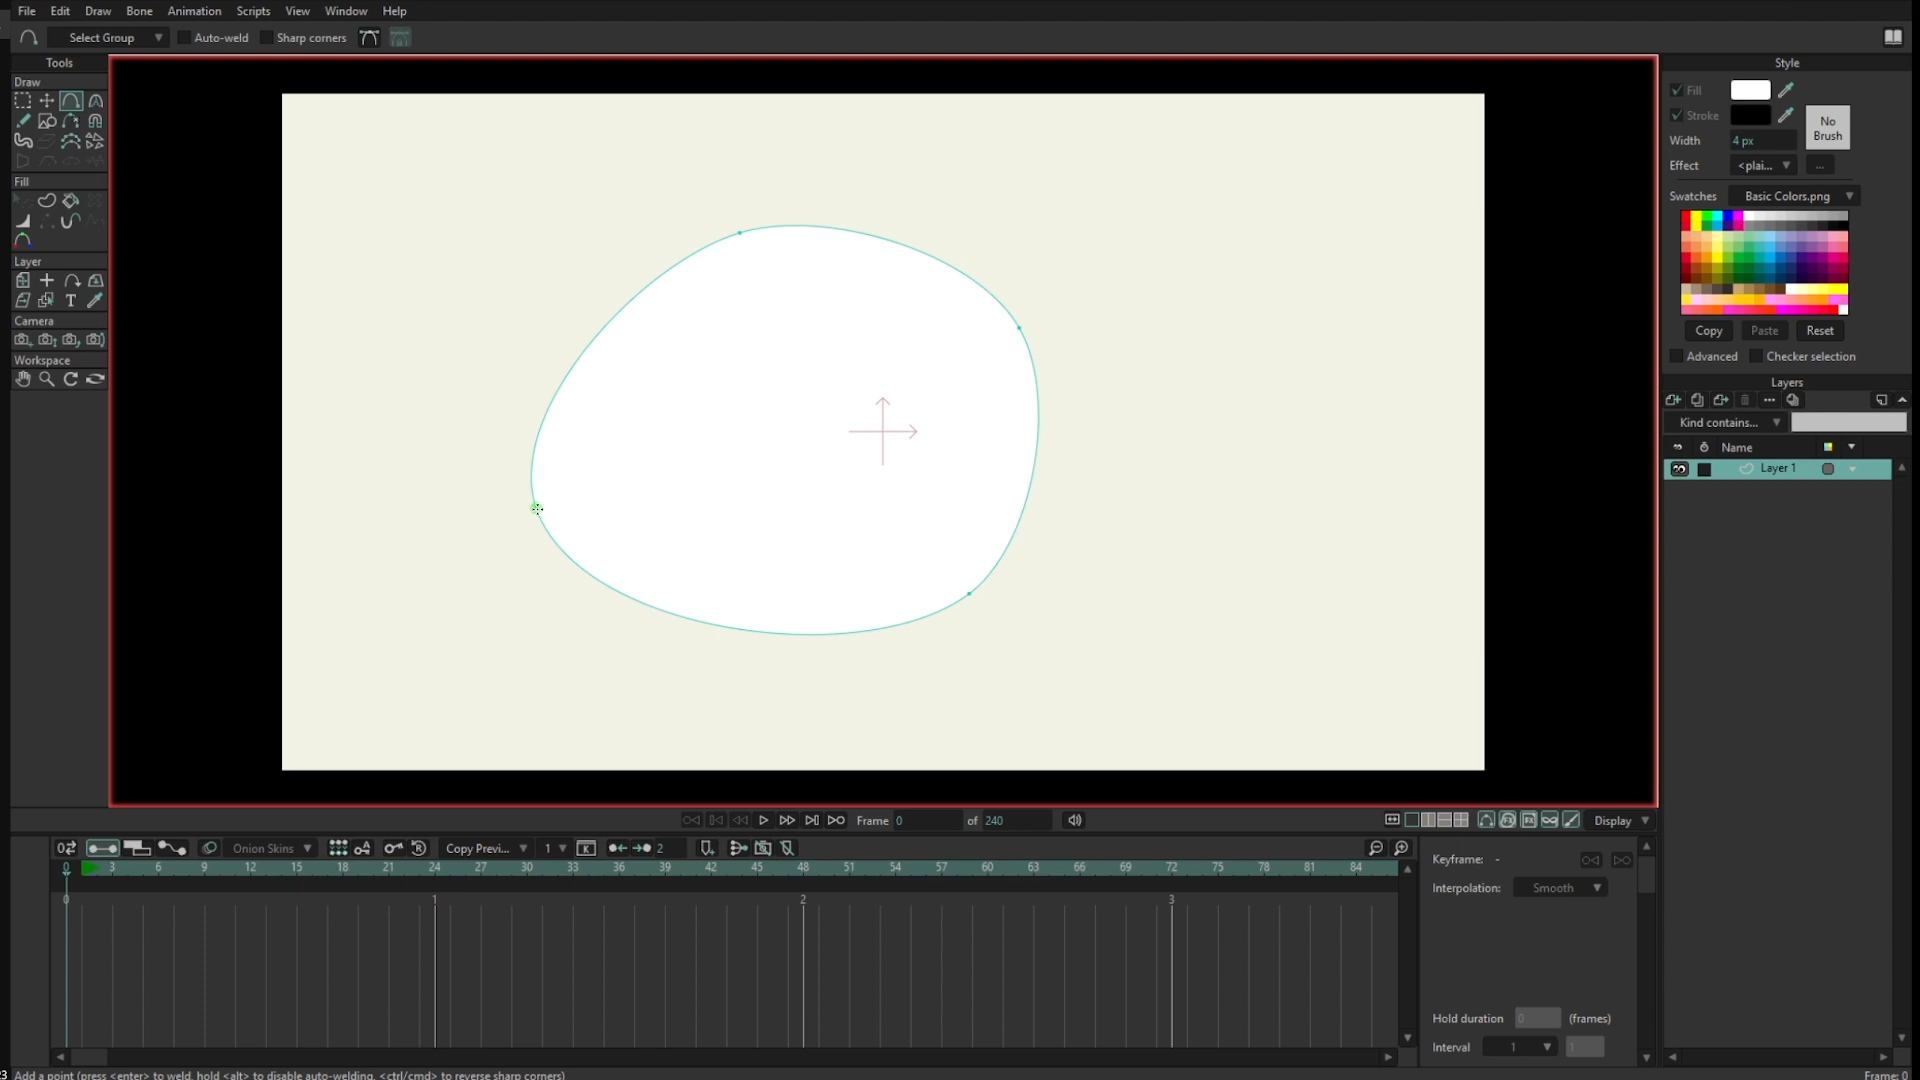 File Edit Draw Bone Animation Scripts View Window Help
Select Group Auto-weld Sharp corners
Tools
Draw
Fill
Layer
T
Camera
Workspace
Style
Fill
Stroke
No
Brush
Width 4 px
Effect <plai... ...
Swatches Basic Colors.png
Copy Paste Reset
Advanced Checker selection
Layers
Kind contains...
Name
Layer 1
Frame 0 of 240
Display
Onion Skins Copy Previ... 1 K 2
0 3 6 9 12 15 18 21 24 27 30 33 36 39 42 45 48 51 54 57 60 63 66 69 72 75 78 81 84
0 1 2 3
Keyframe: -
Interpolation: Smooth
Hold duration 0 (frames)
Interval 1 1
Add a point (press <enter> to weld, hold <alt> to disable auto-welding, <ctrl/cmd> to reverse sharp corners)
Frame: 0